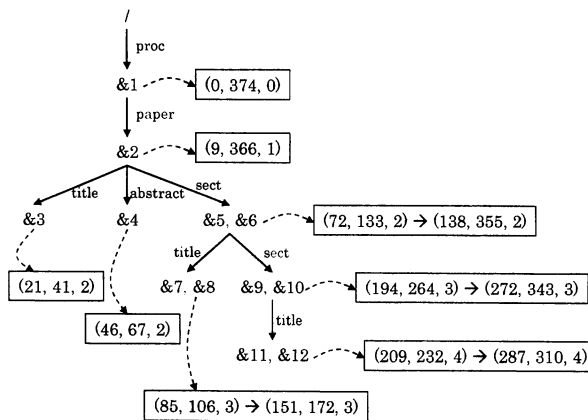 /
proc
&1 (0, 374, 0)
paper
&2 (9, 366, 1)
title abstract sect
&3 &4 &5, &6 (72, 133, 2) → (138, 355, 2)
title sect
(21, 41, 2) &7, &8 &9, &10 (194, 264, 3) → (272, 343, 3)
(46, 67, 2) title
&11, &12 (209, 232, 4) → (287, 310, 4)
(85, 106, 3) → (151, 172, 3)